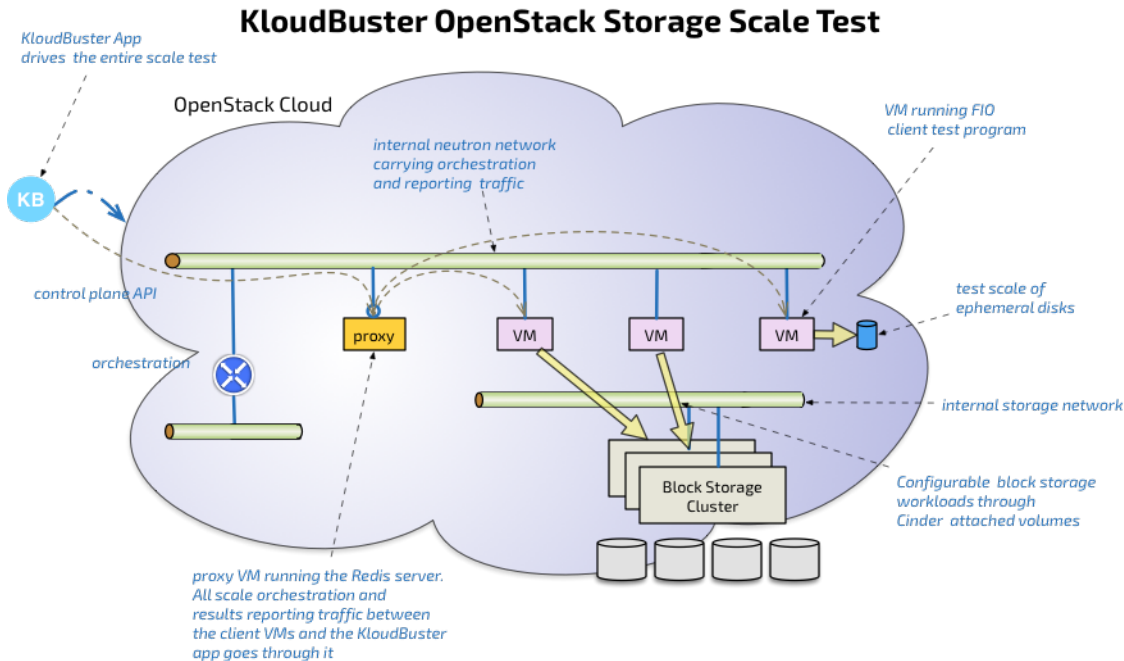 KloudBuster OpenStack Storage Scale Test
KloudBuster App
drives the entire scale test
OpenStack Cloud
VM running FIO
client test program
internal neutron network
carrying orchestration
and reporting traffic
KB
control plane API
test scale of
ephemeral disks
proxy
VM
VM
VM
orchestration
internal storage network
Block Storage
Cluster
Configurable block storage
workloads through
Cinder attached volumes
proxy VM running the Redis server.
All scale orchestration and
results reporting traffic between
the client VMs and the KloudBuster
app goes through it